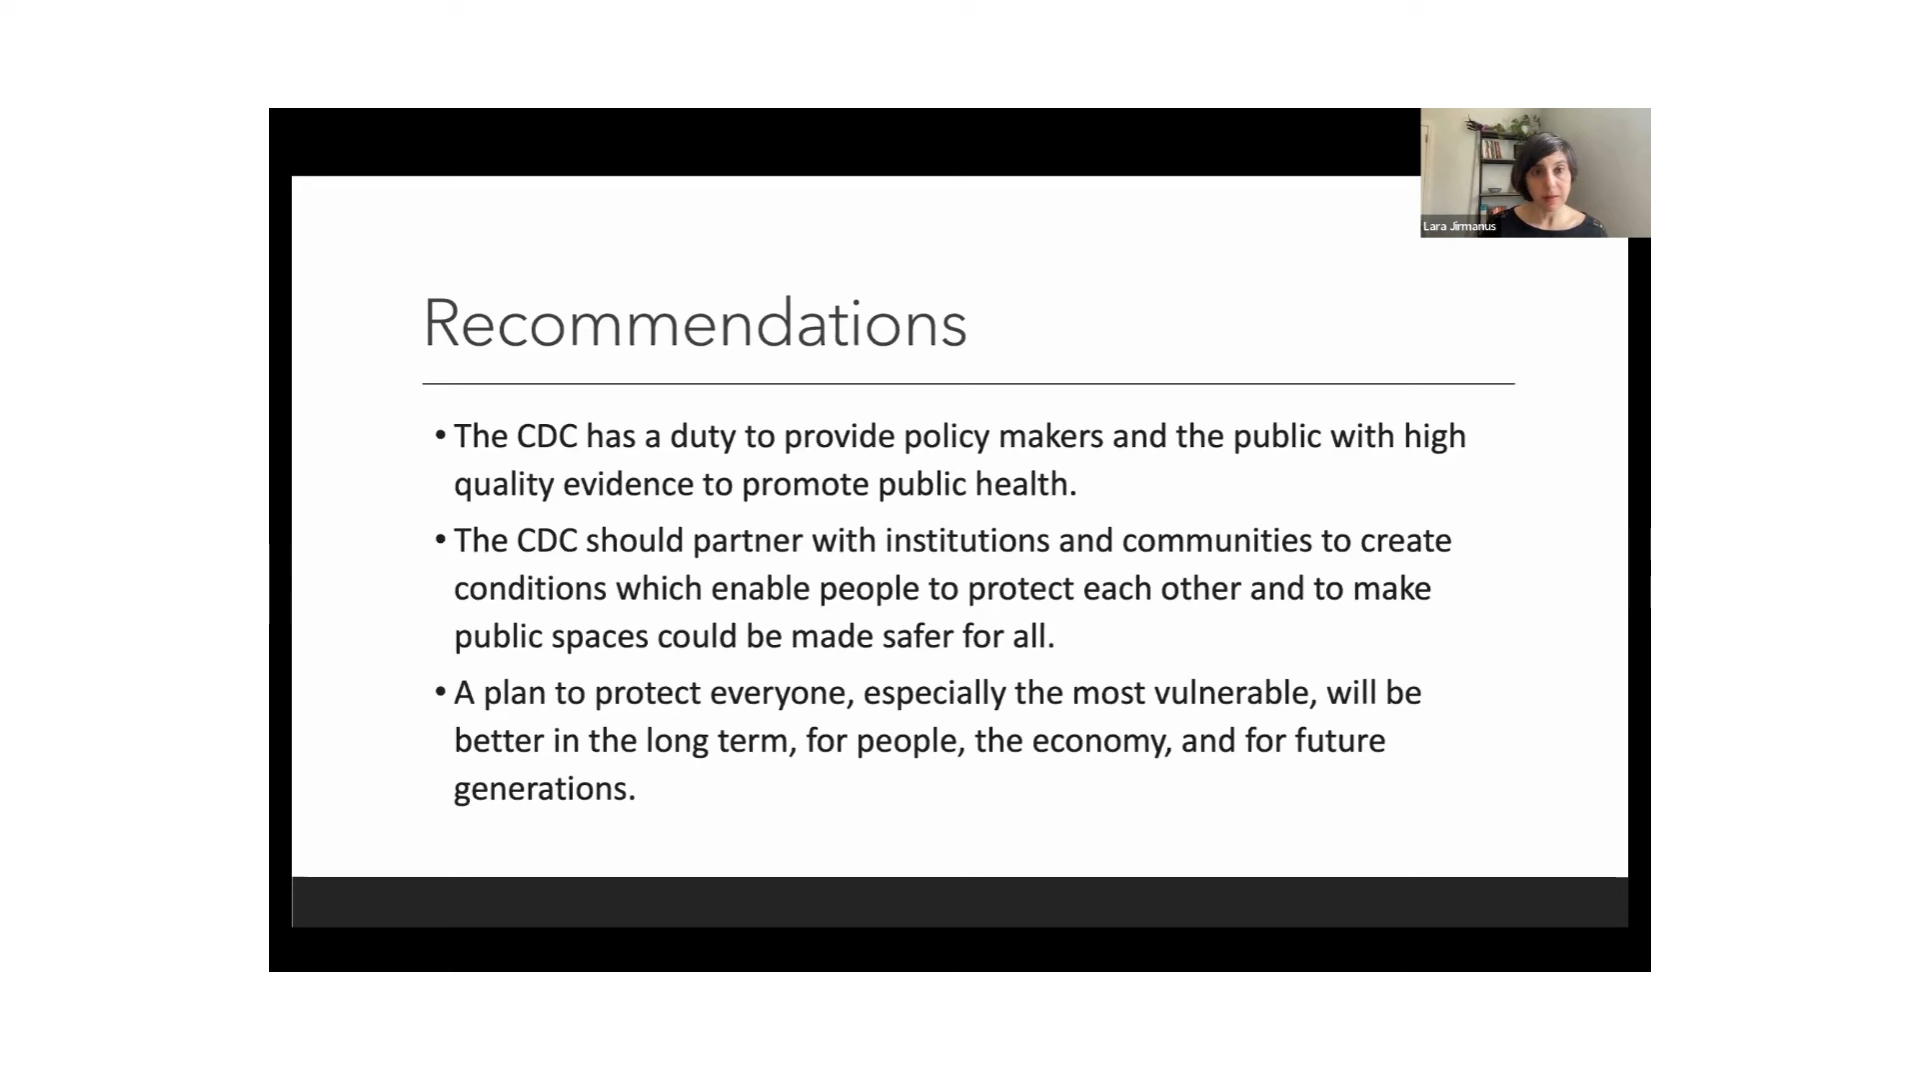 Lara Jirmanus
Recommendations
• The CDC has a duty to provide policy makers and the public with high
quality evidence to promote public health.
• The CDC should partner with institutions and communities to create
conditions which enable people to protect each other and to make
public spaces could be made safer for all.
• A plan to protect everyone, especially the most vulnerable, will be
better in the long term, for people, the economy, and for future
generations.